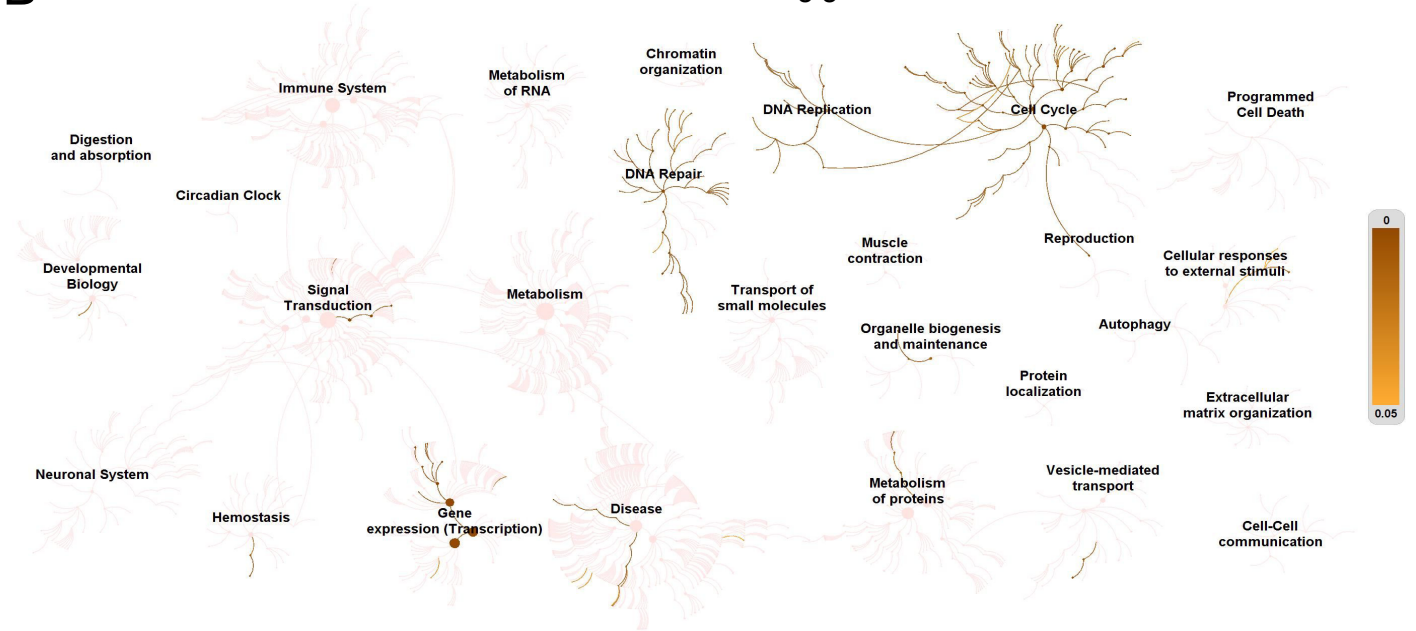 Immune System
Metabolism
of RNA
Chromatin
organization
DNA Replication
Cell Cycle
Programmed
Cell Death
Digestion
and absorption
Circadian Clock
DNA Repair
Developmental
Biology
Signal
Transduction
Metabolism
Transport of
small molecules
Muscle
contraction
Reproduction
Cellular responses
to external stimuli
Organelle biogenesis
and maintenance
Autophagy
Protein
localization
Extracellular
matrix organization
0
0.05
Neuronal System
Hemostasis
Gene
expression (Transcription)
Disease
Metabolism
of proteins
Vesicle-mediated
transport
Cell-Cell
communication